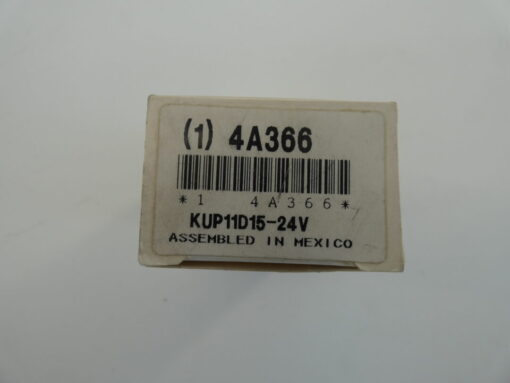 (1) 4A366
*1 4A366*
KUP11D15-24V
ASSEMBLED IN MEXICO